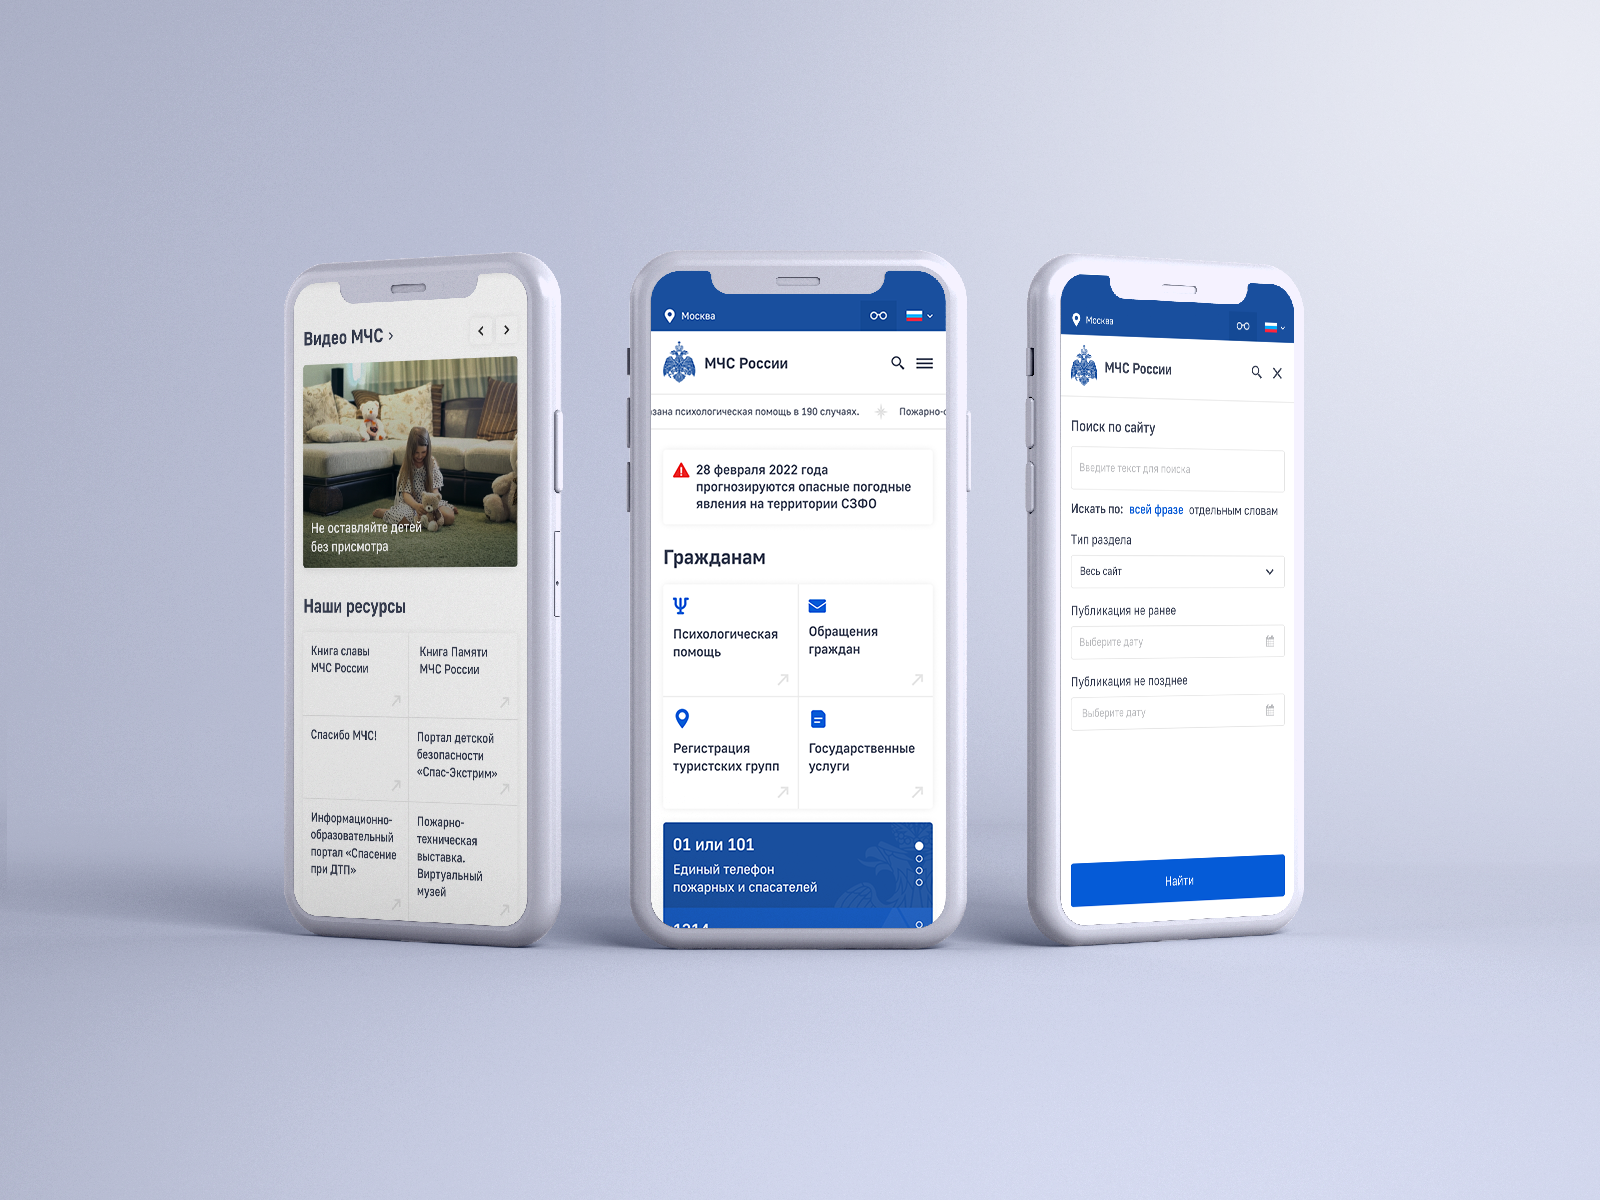 Видео МЧС
Не оставляйте детей
без присмотра
Наши ресурсы
Книга славы
МЧС России
Книга Памяти
МЧС России
Спасибо МЧС!
Портал детской
безопасности
«Спас-Экстрим»
Информационно-
образовательный
портал «Спасение
при ДТП»
Пожарно-
техническая
выставка.
Виртуальный
музей
Москва
МЧС России
психологическая помощь в 190 случаях.
28 февраля 2022 года
прогнозируются опасные погодные
явления на территории СЗФО
Гражданам
Психологическая
помощь
Обращения
граждан
Регистрация
туристских групп
Государственные
услуги
01 или 101
Единый телефон
пожарных и спасателей
Москва
МЧС России
Поиск по сайту
Введите текст для поиска
Искать по: всей фразе отдельным словам
Тип раздела
Весь сайт
Публикация не ранее
Выберите дату
Публикация не позднее
Выберите дату
Найти